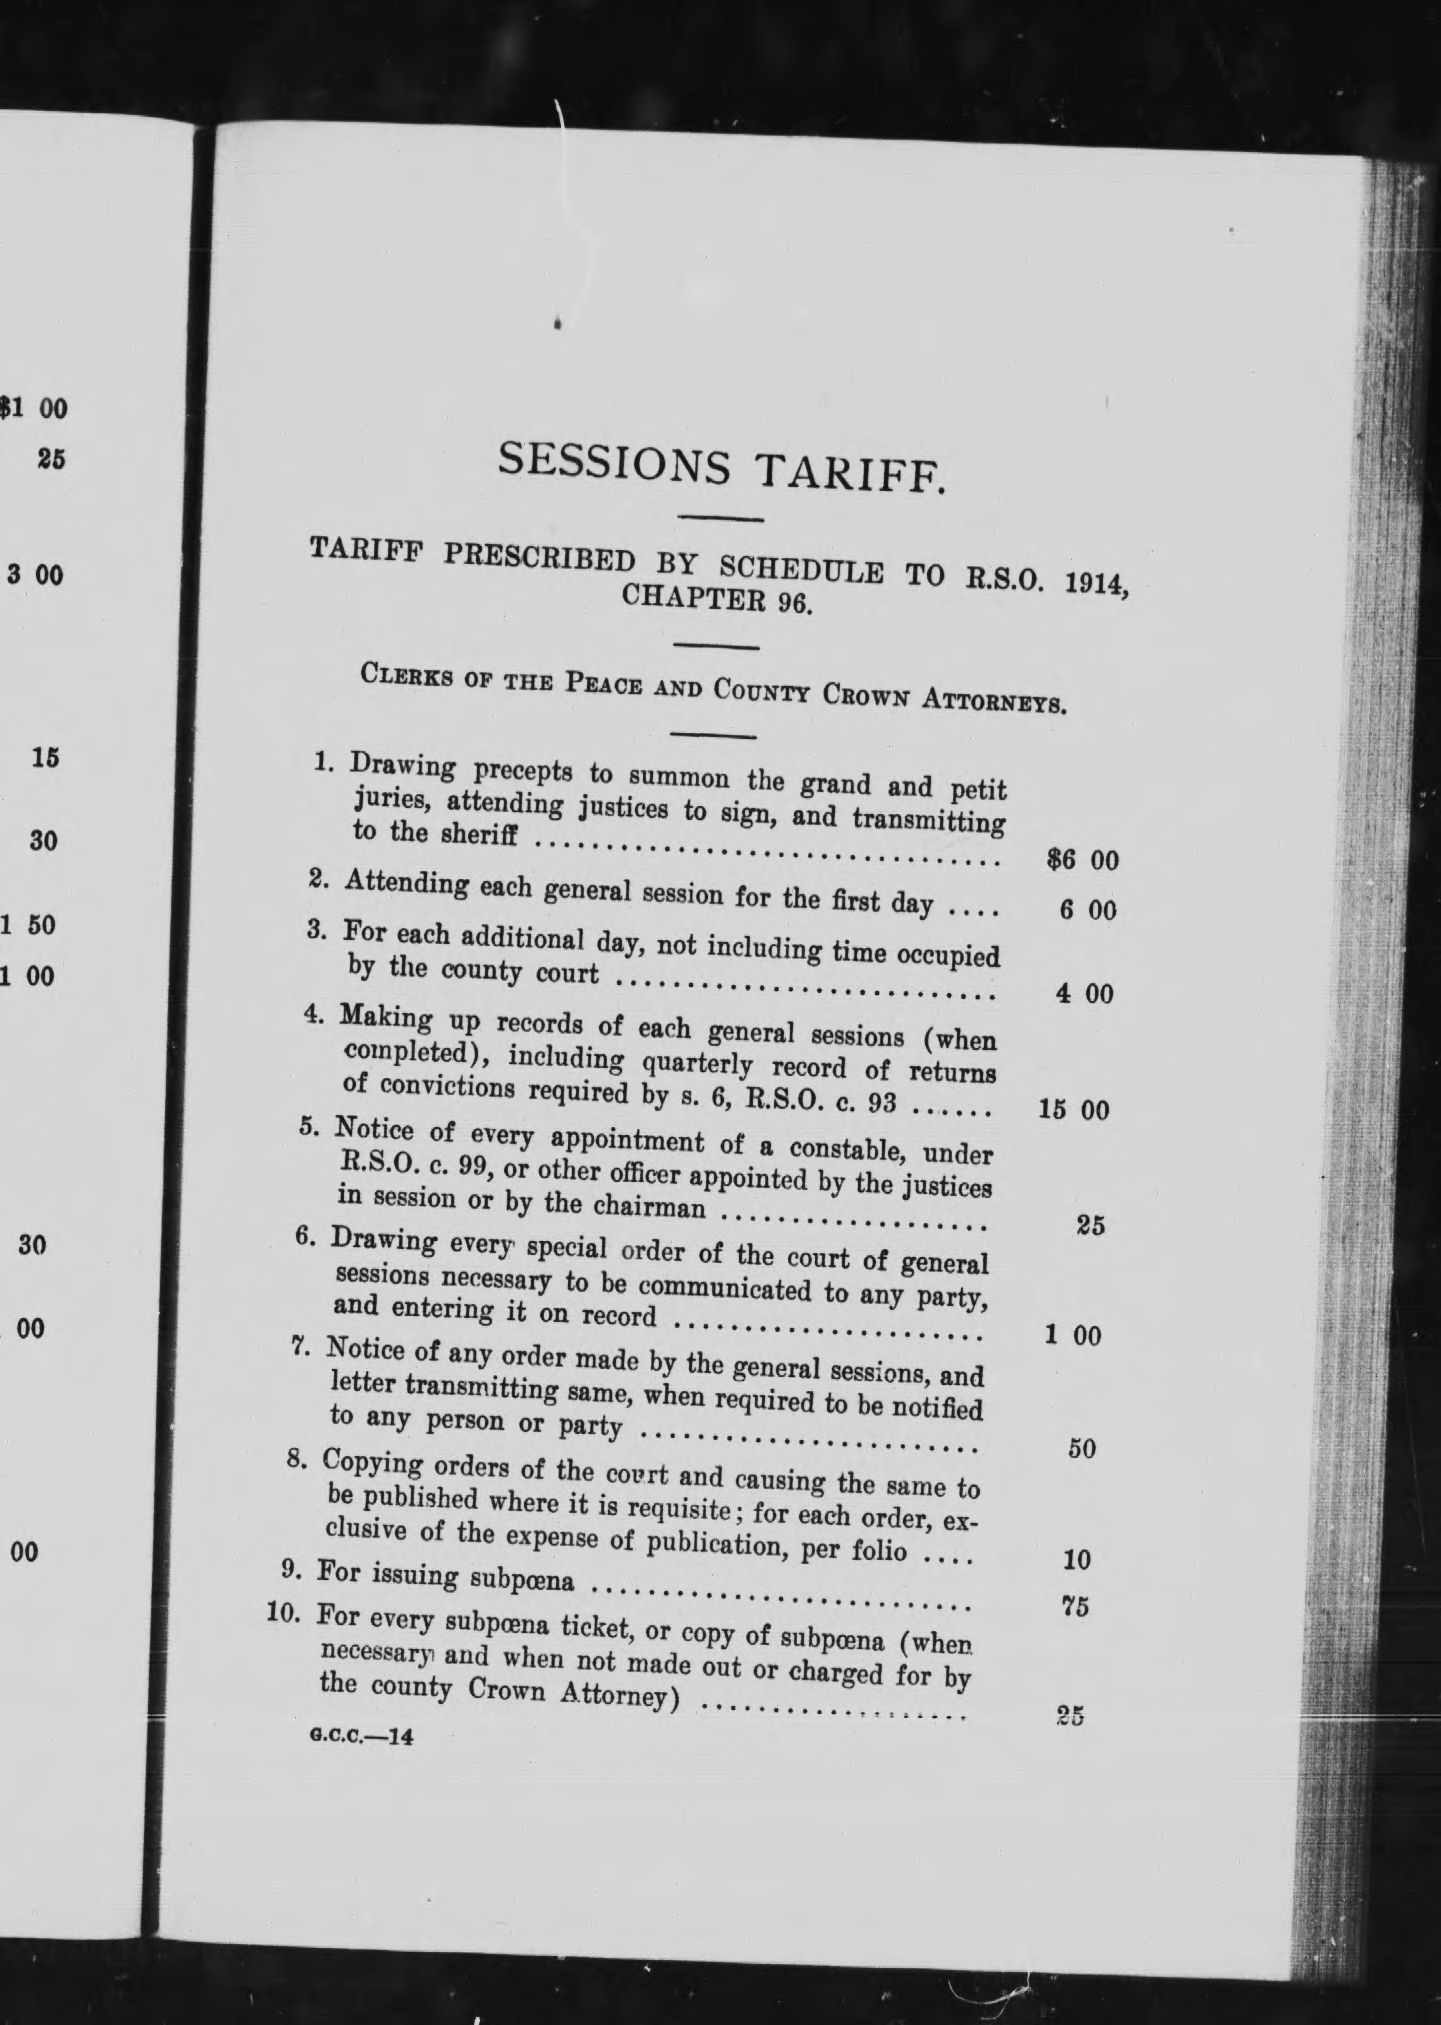 $1 00
25
3 00
15
30
1 50
1 00
30
00
00
SESSIONS TARIFF.
TARIFF PRESCRIBED BY SCHEDULE TO R.S.O. 1914,
CHAPTER 96.
CLERKS OF THE PEACE AND COUNTY CROWN ATTORNEYS.
1. Drawing precepts to summon the grand and petit
juries, attending justices to sign, and transmitting
to the sheriff ................................. $6 00
2. Attending each general session for the first day .... 6 00
3. For each additional day, not including time occupied
by the county court ........................... 4 00
4. Making up records of each general sessions (when
completed), including quarterly record of returns
of convictions required by s. 6, R.S.O. c. 93 ...... 15 00
5. Notice of every appointment of a constable, under
R.S.O. c. 99, or other officer appointed by the justices
in session or by the chairman ................... 25
6. Drawing every special order of the court of general
sessions necessary to be communicated to any party,
and entering it on record ...................... 1 00
7. Notice of any order made by the general sessions, and
letter transmitting same, when required to be notified
to any person or party ........................ 50
8. Copying orders of the court and causing the same to
be published where it is requisite; for each order, ex-
clusive of the expense of publication, per folio .... 10
9. For issuing subpœna ........................... 75
10. For every subpœna ticket, or copy of subpœna (when
necessary and when not made out or charged for by
the county Crown Attorney) ................... 25
G.C.C.—14